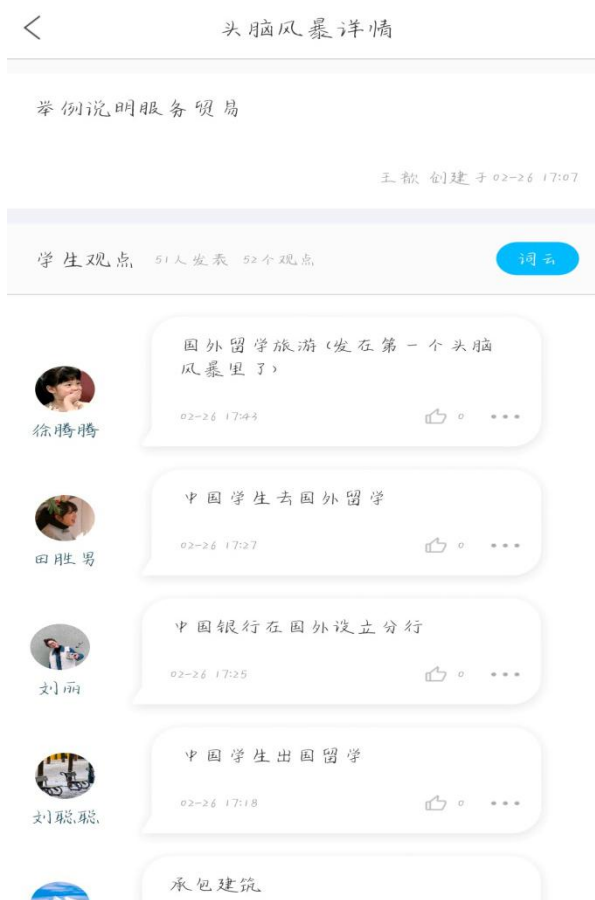 头脑风暴详情
举例说明服务贸易
王歆 创建于02-26 17:07
学生观点 51人发表 52个观点 词云
国外留学旅游(发在第一个头脑
风暴里了)
02-26 17:43 0
徐腾腾
中国学生去国外留学
02-26 17:27 0
田胜男
中国银行在国外设立分行
02-26 17:25 0
刘丽
中国学生出国留学
02-26 17:18 0
刘聪聪
承包建筑